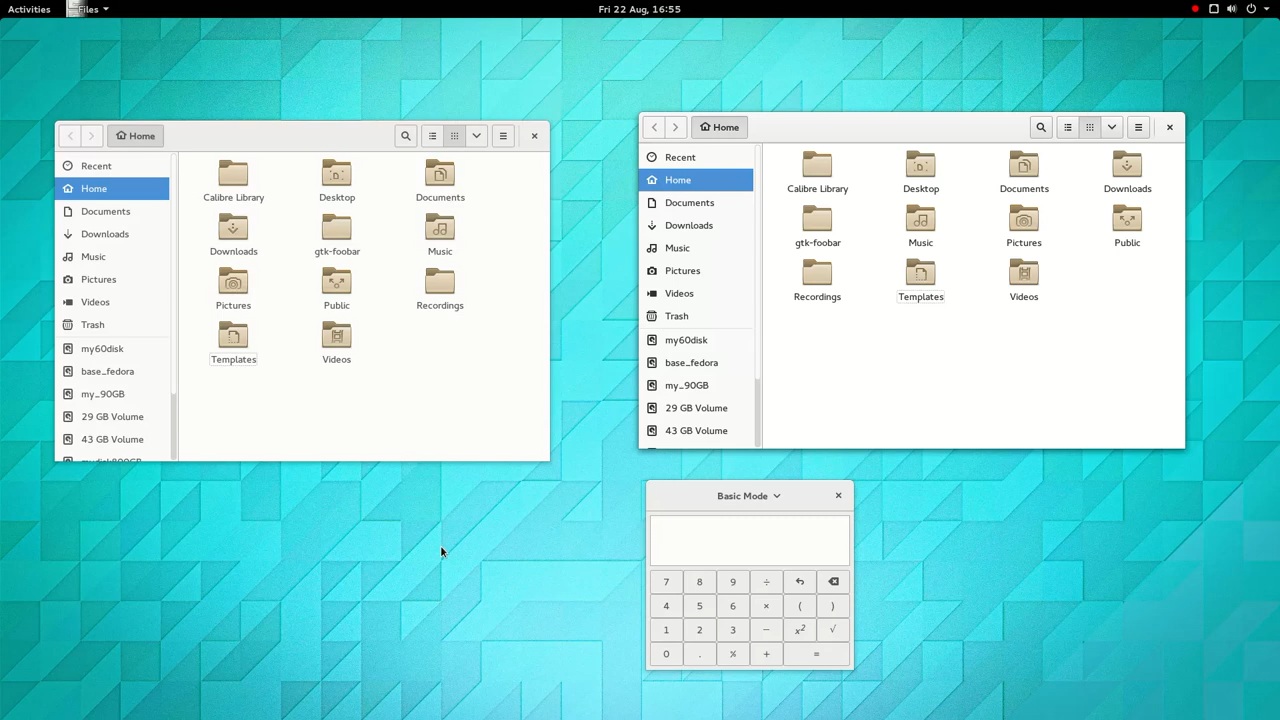 Activities Files Fri 22 Aug, 16:55
Home
Recent
Home
Documents
Downloads
Music
Pictures
Videos
Trash
my60disk
base_fedora
my_90GB
29 GB Volume
43 GB Volume
Calibre Library Desktop Documents
Downloads gtk-foobar Music
Pictures Public Recordings
Templates Videos
Home
Recent
Home
Documents
Downloads
Music
Pictures
Videos
Trash
my60disk
base_fedora
my_90GB
29 GB Volume
43 GB Volume
Calibre Library Desktop Documents Downloads
gtk-foobar Music Pictures Public
Recordings Templates Videos
Basic Mode
7 8 9 ÷
4 5 6 × ( )
1 2 3 − x² √
0 . % + =